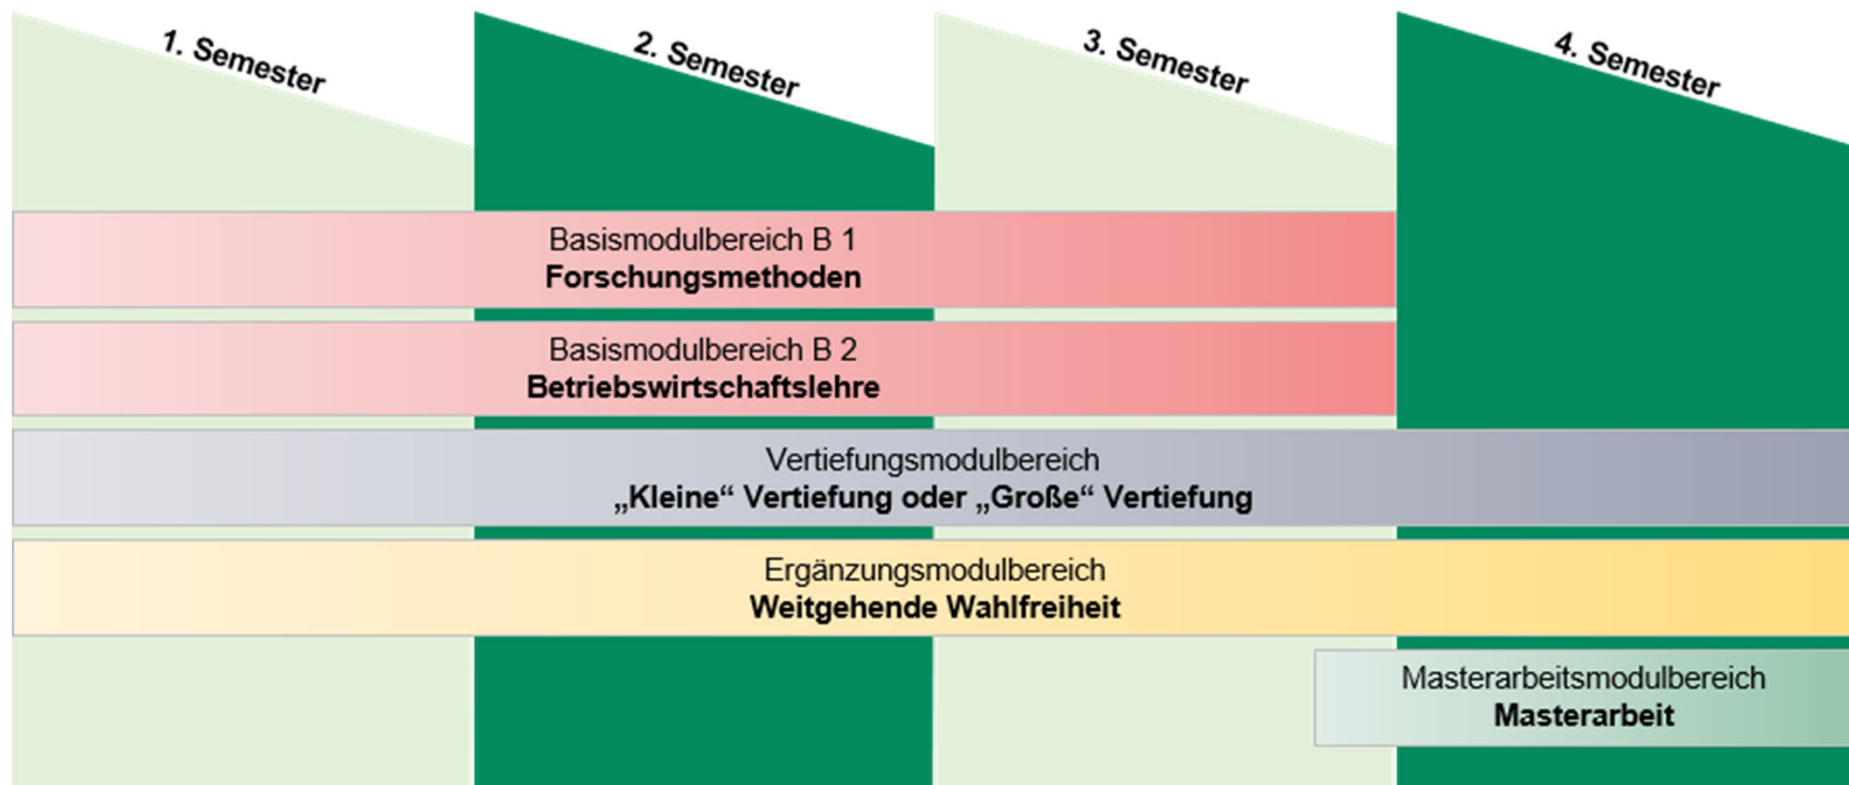 1. Semester
2. Semester
3. Semester
4. Semester
Basismodulbereich B 1
Forschungsmethoden
Basismodulbereich B 2
Betriebswirtschaftslehre
Vertiefungsmodulbereich
„Kleine“ Vertiefung oder „Große“ Vertiefung
Ergänzungsmodulbereich
Weitgehende Wahlfreiheit
Masterarbeitsmodulbereich
Masterarbeit